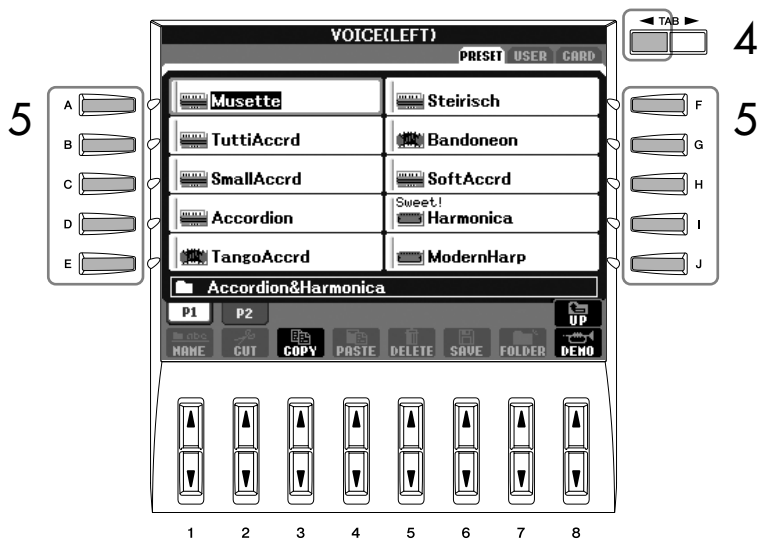 VOICE(LEFT)
PRESET USER CARD
TAB
4
5
5
A
B
C
D
E
F
G
H
I
J
Musette
TuttiAccrd
SmallAccrd
Accordion
TangoAccrd
Steirisch
Bandoneon
SoftAccrd
Sweet!
Harmonica
ModernHarp
Accordion&Harmonica
P1 P2
UP
NAME CUT COPY PASTE DELETE SAVE FOLDER DEMO
1 2 3 4 5 6 7 8